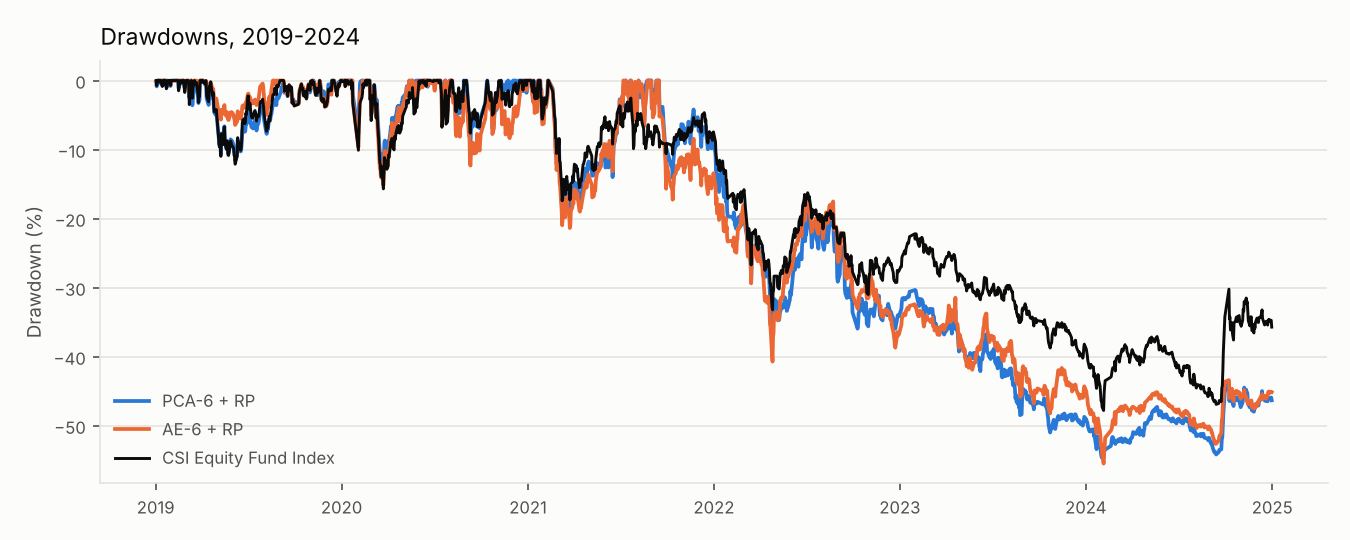 Drawdowns, 2019-2024
Drawdown (%)
0
−10
−20
−30
−40
−50
PCA-6 + RP
AE-6 + RP
CSI Equity Fund Index
2019
2020
2021
2022
2023
2024
2025